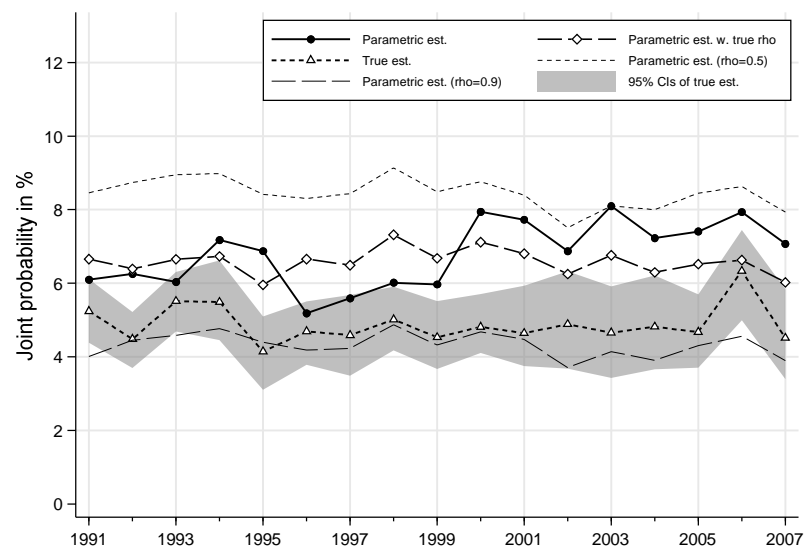 Parametric est.
True est.
Parametric est. (rho=0.9)
Parametric est. w. true rho
Parametric est. (rho=0.5)
95% CIs of true est.
Joint probability in %
12
10
8
6
4
2
0
1991 1993 1995 1997 1999 2001 2003 2005 2007